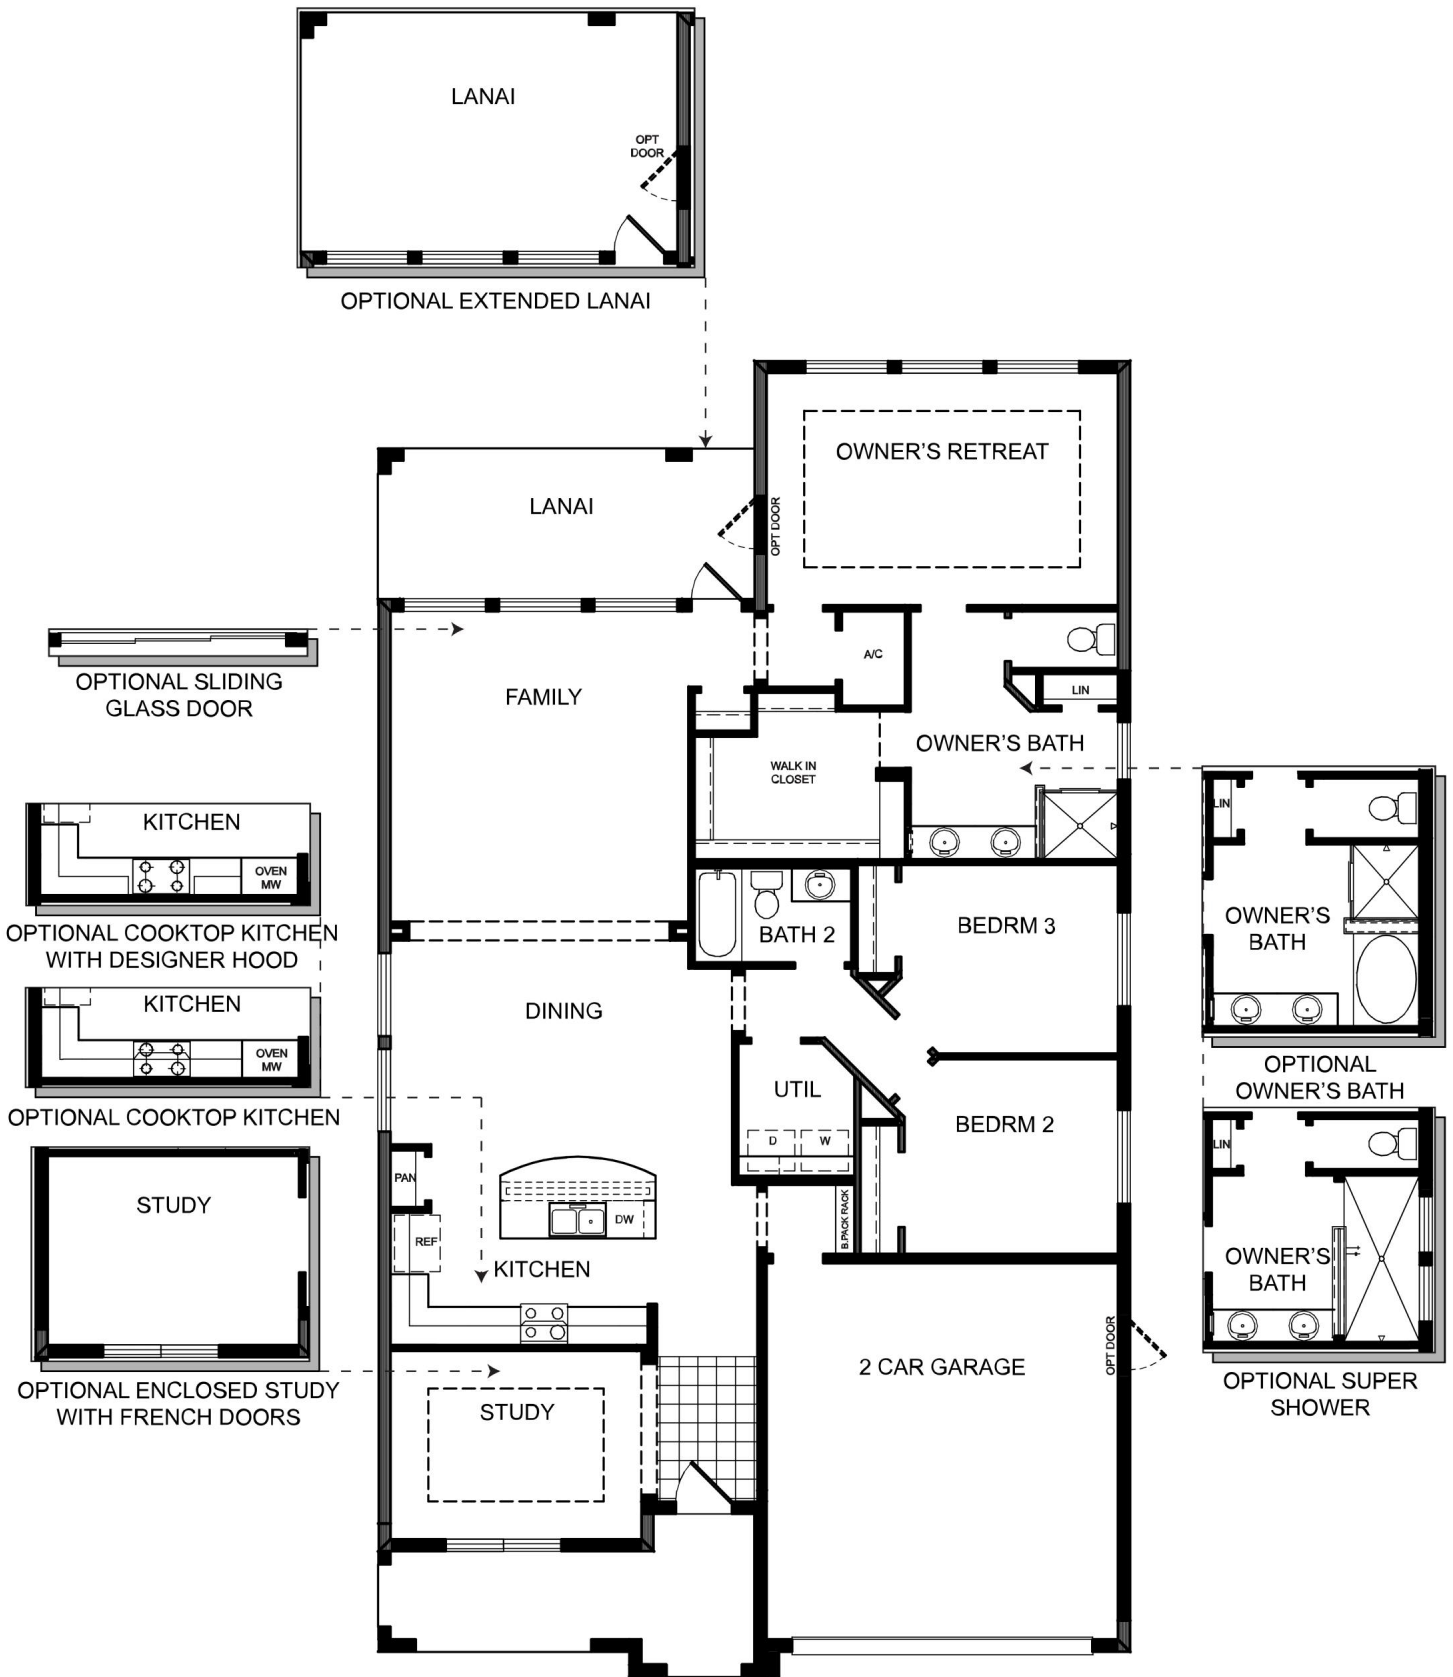 LANAI
OPT
DOOR
OPTIONAL EXTENDED LANAI
OWNER'S RETREAT
LANAI
OPT DOOR
A/C
LIN
OPTIONAL SLIDING
GLASS DOOR
FAMILY
OWNER'S BATH
WALK IN
CLOSET
KITCHEN
OVEN
MW
OPTIONAL COOKTOP KITCHEN
WITH DESIGNER HOOD
KITCHEN
OVEN
MW
OPTIONAL COOKTOP KITCHEN
BATH 2
BEDRM 3
DINING
UTIL
D
W
BEDRM 2
LIN
OWNER'S
BATH
OPTIONAL
OWNER'S BATH
LIN
OWNER'S
BATH
OPTIONAL SUPER
SHOWER
STUDY
OPTIONAL ENCLOSED STUDY
WITH FRENCH DOORS
PAN
REF
DW
B.PACK RACK
KITCHEN
STUDY
2 CAR GARAGE
OPT DOOR